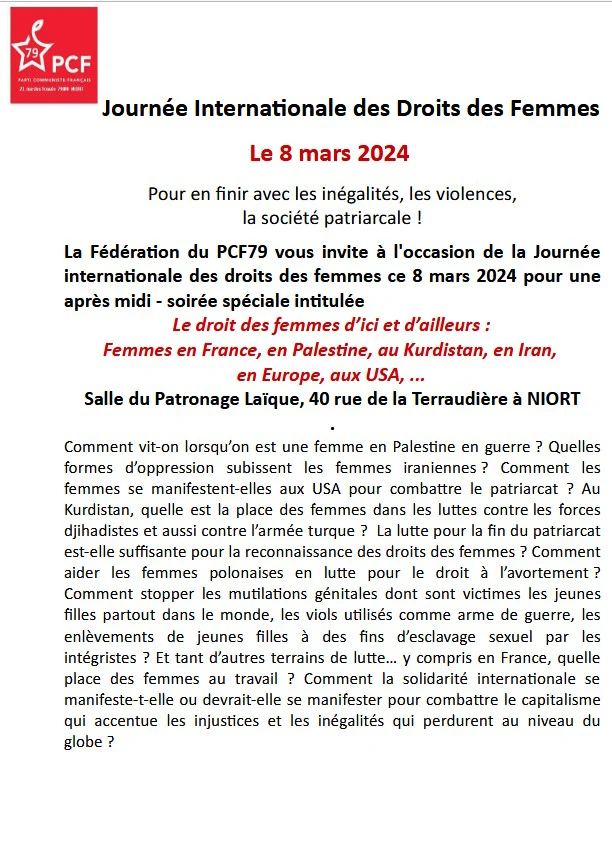 79
PCF
PARTI COMMUNISTE FRANÇAIS
Journée Internationale des Droits des Femmes
Le 8 mars 2024
Pour en finir avec les inégalités, les violences,
la société patriarcale !
La Fédération du PCF79 vous invite à l'occasion de la Journée
internationale des droits des femmes ce 8 mars 2024 pour une
après midi - soirée spéciale intitulée
Le droit des femmes d’ici et d’ailleurs :
Femmes en France, en Palestine, au Kurdistan, en Iran,
en Europe, aux USA, ...
Salle du Patronage Laïque, 40 rue de la Terraudière à NIORT
.
Comment vit-on lorsqu’on est une femme en Palestine en guerre ? Quelles
formes d’oppression subissent les femmes iraniennes ? Comment les
femmes se manifestent-elles aux USA pour combattre le patriarcat ? Au
Kurdistan, quelle est la place des femmes dans les luttes contre les forces
djihadistes et aussi contre l’armée turque ? La lutte pour la fin du patriarcat
est-elle suffisante pour la reconnaissance des droits des femmes ? Comment
aider les femmes polonaises en lutte pour le droit à l’avortement ?
Comment stopper les mutilations génitales dont sont victimes les jeunes
filles partout dans le monde, les viols utilisés comme arme de guerre, les
enlèvements de jeunes filles à des fins d’esclavage sexuel par les
intégristes ? Et tant d’autres terrains de lutte… y compris en France, quelle
place des femmes au travail ? Comment la solidarité internationale se
manifeste-t-elle ou devrait-elle se manifester pour combattre le capitalisme
qui accentue les injustices et les inégalités qui perdurent au niveau du
globe ?